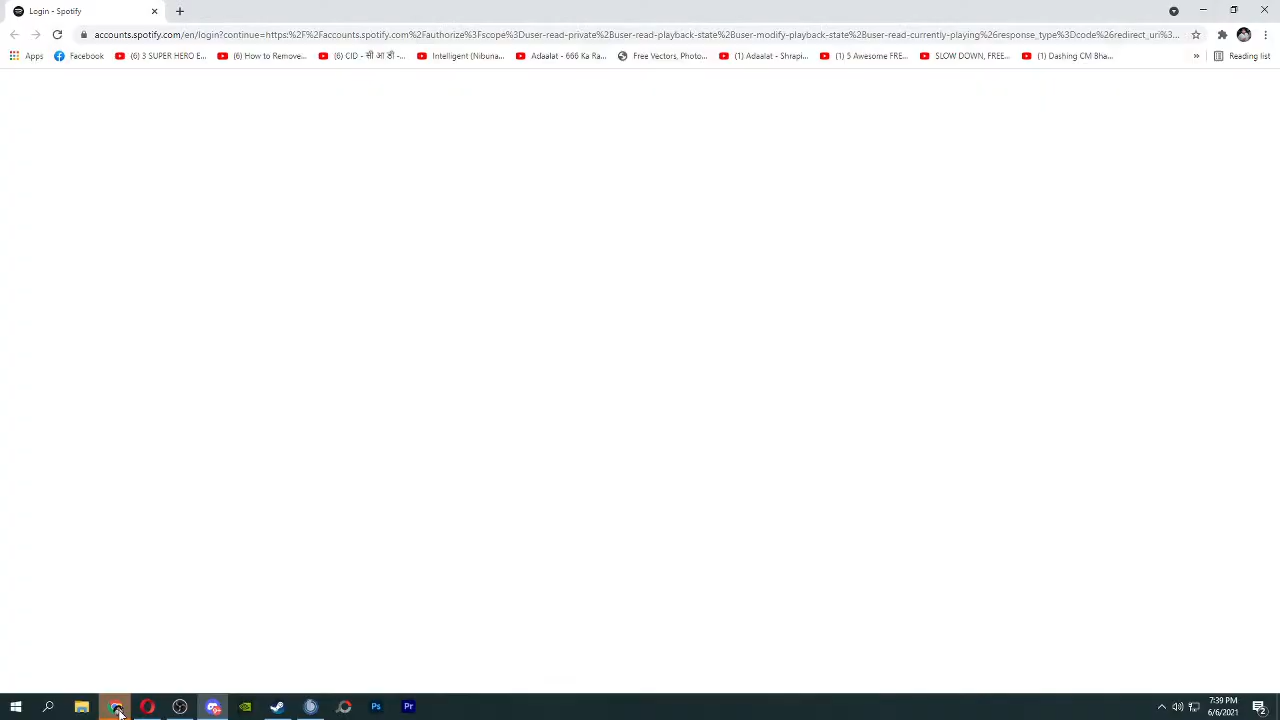 Login - Spotify
accounts.spotify.com/en/login?continue=https:%2F%2Faccounts.spotify.com%2Fauthorize%3Fscope%3Duser-read-private%2Buser-read-playback-state%2Buser-modify-playback-state%2Buser-read-currently-playing%26response_type%3Dcode%26redirect_uri%3...
Apps Facebook (6) 3 SUPER HERO E... (6) How to Remove... (6) CID - सी आ डी -... Intelligent (Nibuna... Adaalat - 666 Ka Ra... Free Vectors, Photo... (1) Adaalat - Shrapi... (1) 5 Awesome FRE... SLOW DOWN, FREE... (1) Dashing CM Bha... » Reading list
Ps Pr 7:39 PM
6/6/2021 2